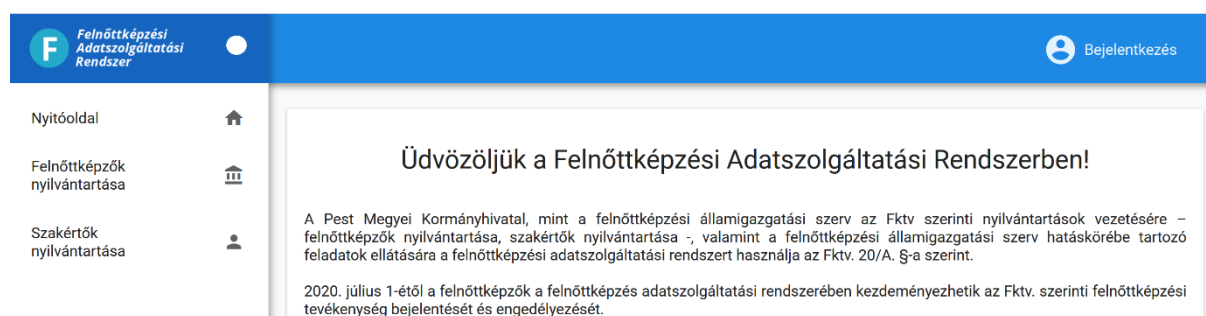 F
Felnőttképzési
Adatszolgáltatási
Rendszer
Bejelentkezés
Nyitóoldal
Felnőttképzők
nyilvántartása
Szakértők
nyilvántartása
Üdvözöljük a Felnőttképzési Adatszolgáltatási Rendszerben!
A Pest Megyei Kormányhivatal, mint a felnőttképzési államigazgatási szerv az Fktv szerinti nyilvántartások vezetésére –
felnőttképzők nyilvántartása, szakértők nyilvántartása -, valamint a felnőttképzési államigazgatási szerv hatáskörébe tartozó
feladatok ellátására a felnőttképzési adatszolgáltatási rendszert használja az Fktv. 20/A. §-a szerint.
2020. július 1-étől a felnőttképzők a felnőttképzés adatszolgáltatási rendszerében kezdeményezhetik az Fktv. szerinti felnőttképzési
tevékenység bejelentését és engedélyezését.